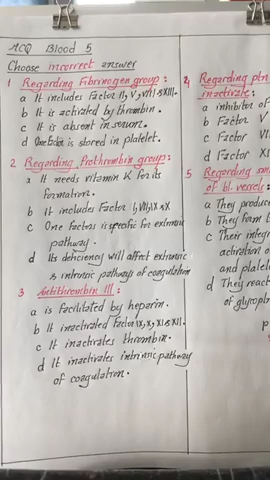 MCQ Blood 5
Choose incorrect answer
1 Regarding Fibrinogen group:
a It includes Factor I, V, VIII & XIII.
b It is activated by thrombin.
c It is absent in serum.
d One factor is stored in platelet.
2 Regarding Prothrombin group:
a It needs vitamin K for its
formation.
b it includes Factor I, VII, IX & X
c One factor is specific for extrinsic
pathway.
d Its deficiency will affect extrinsic
& intrinsic pathways of coagulation
3 Antithrombin III:
a is facilitated by heparin.
b It inactivated Factor IX, X, XI & XII.
c It inactivates thrombin.
d It inactivates intrinsic pathway
of coagulation.
4 Regarding ptn
inactivate:
a inhibitor of
b Factor V
c Factor VI
d Factor XI
5 Regarding
of bl. vessels:
a They produce
b They form
c Their
activation o
and platele
d They react
of glycop